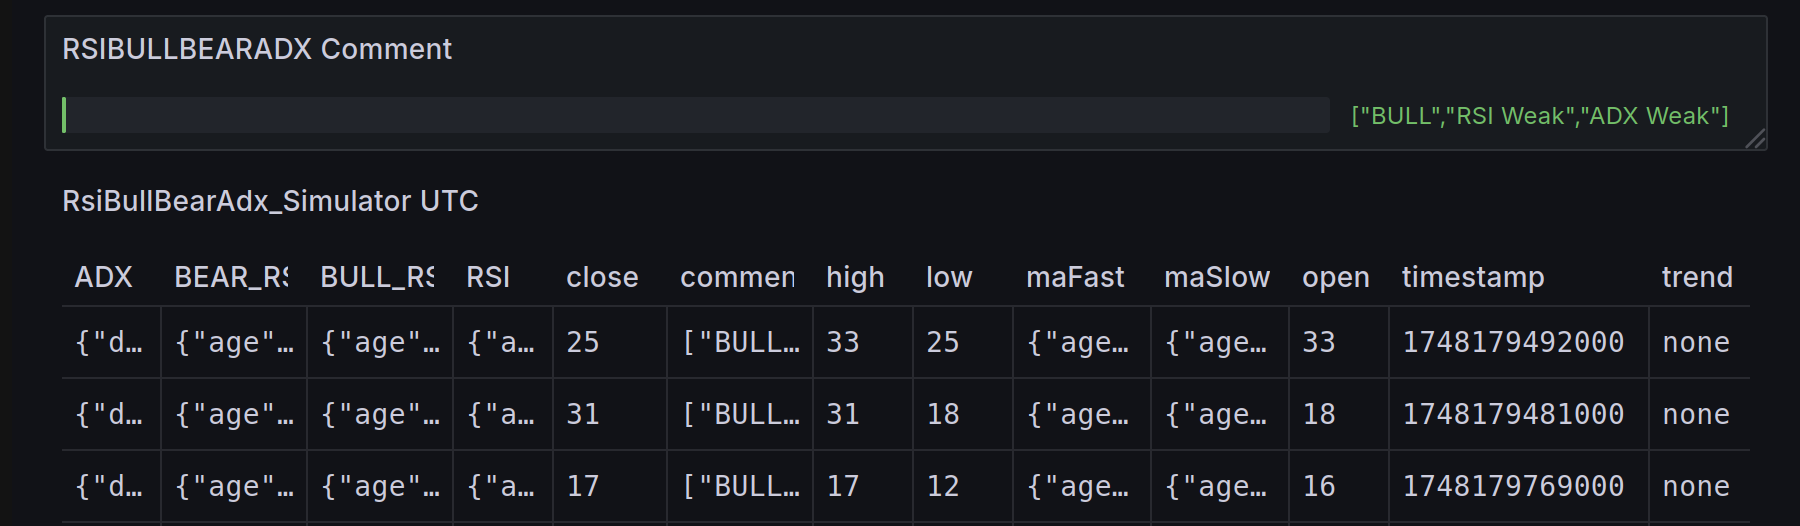 RSIBULLBEARADX Comment
["BULL","RSI Weak","ADX Weak"]
RsiBullBearAdx_Simulator UTC
ADX BEAR_RS BULL_RS RSI close commen high low maFast maSlow open timestamp trend
{"d… {"age"… {"age"… {"a… 25 ["BULL… 33 25 {"age… {"age… 33 1748179492000 none
{"d… {"age"… {"age"… {"a… 31 ["BULL… 31 18 {"age… {"age… 18 1748179481000 none
{"d… {"age"… {"age"… {"a… 17 ["BULL… 17 12 {"age… {"age… 16 1748179769000 none